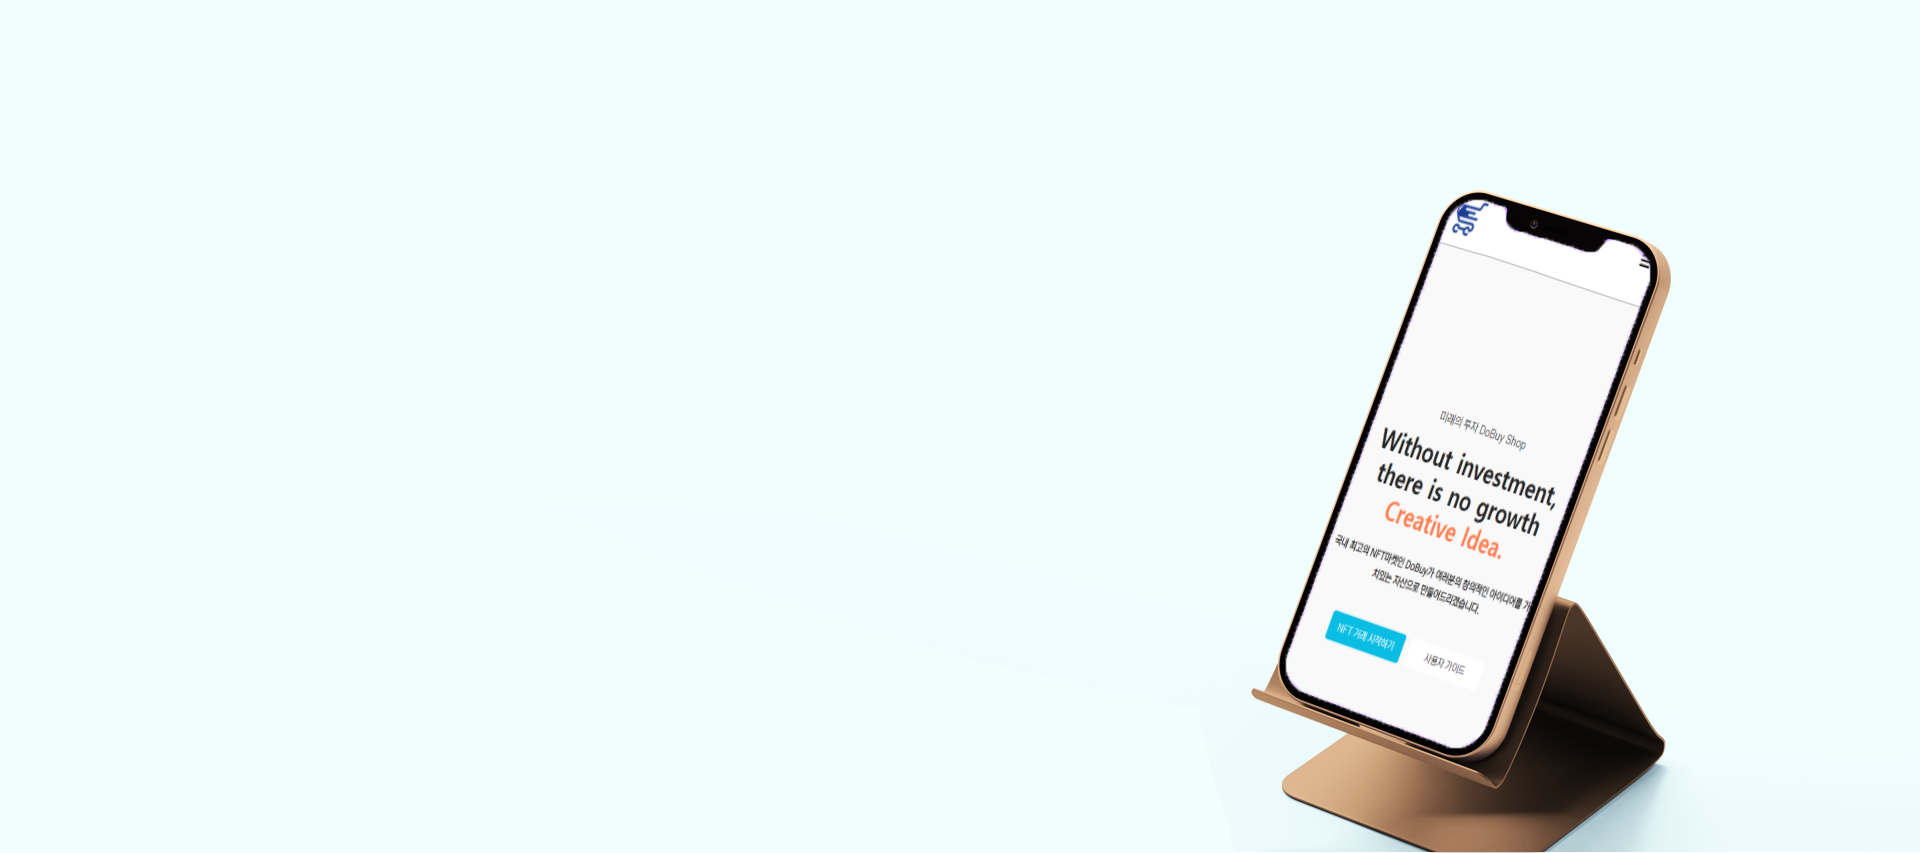 미래의 투자 DoBuy Shop
Without investment,
there is no growth
Creative Idea.
국내 최고의 NFT마켓인 DoBuy가 여러분의 창의적인 아이디어를 가
치있는 자산으로 만들어드리겠습니다.
NFT 거래 시작하기
사용자 가이드